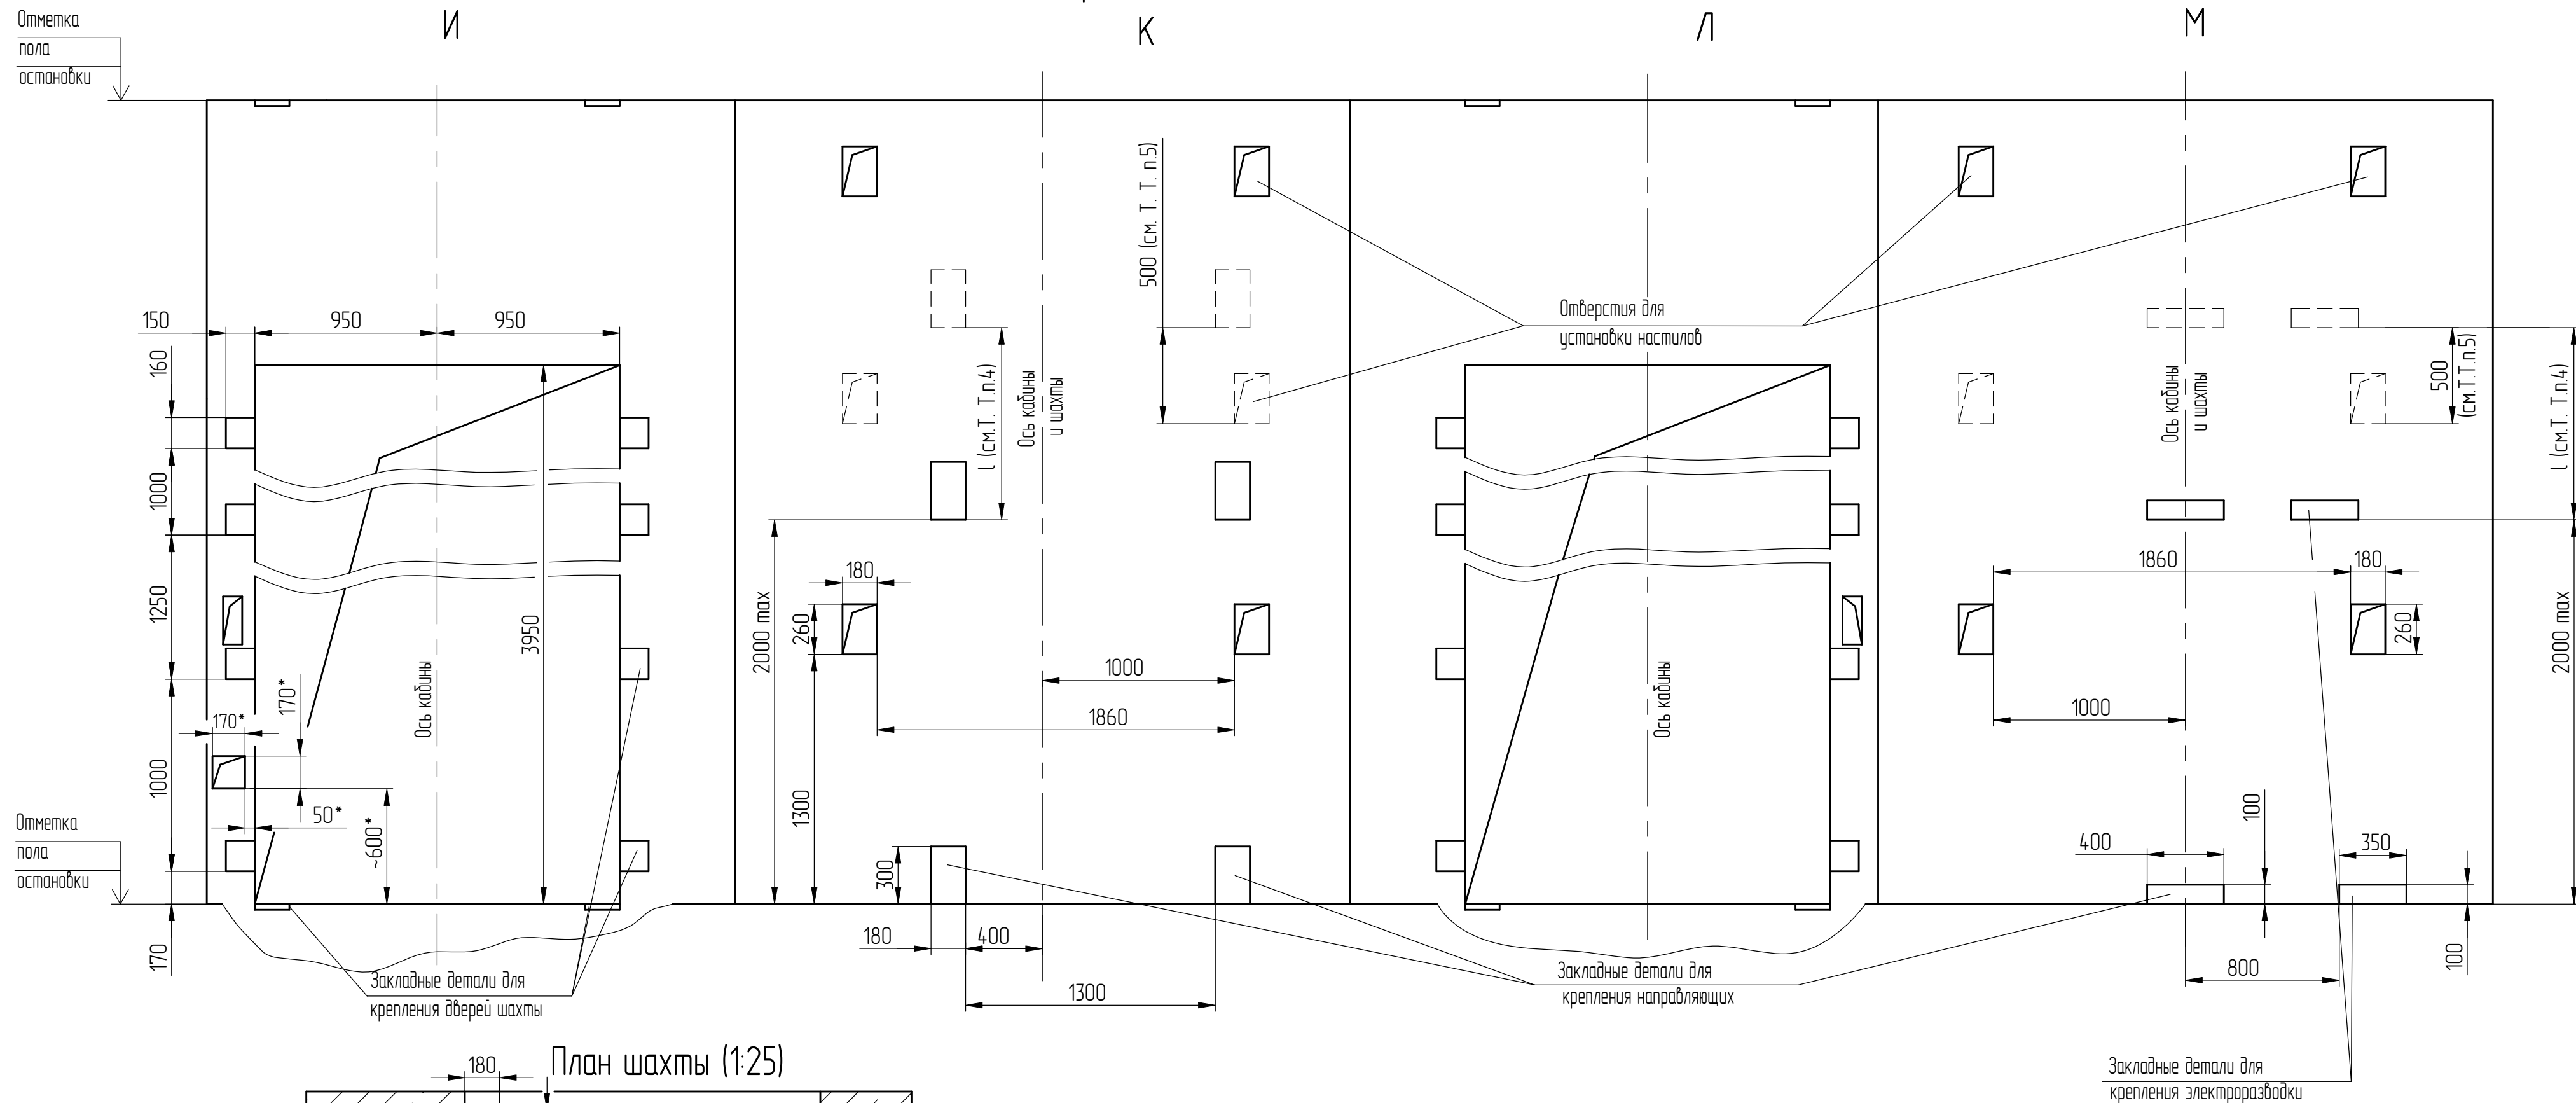 И
К
Л
М
Отметка
пола
остановки
150
950
950
160
1000
1250
1000
170
170*
170*
50*
~600*
3950
Ось кабины
Отметка
пола
остановки
Закладные детали для
крепления дверей шахты
500 (см. Т. Т. п.5)
l (см.Т. Т.п.4)
Ось кабины
и шахты
2000 max
180
260
1300
1000
1860
300
180
400
1300
Отверстия для
установки настилов
Ось кабины
Закладные детали для
крепления направляющих
Ось кабины
и шахты
500
(см.Т.Т.п.5)
l (см.Т. Т.п.4)
1860
180
260
2000 max
1000
400
100
350
800
100
Закладные детали для
крепления электроразводки
План шахты (1:25)
180